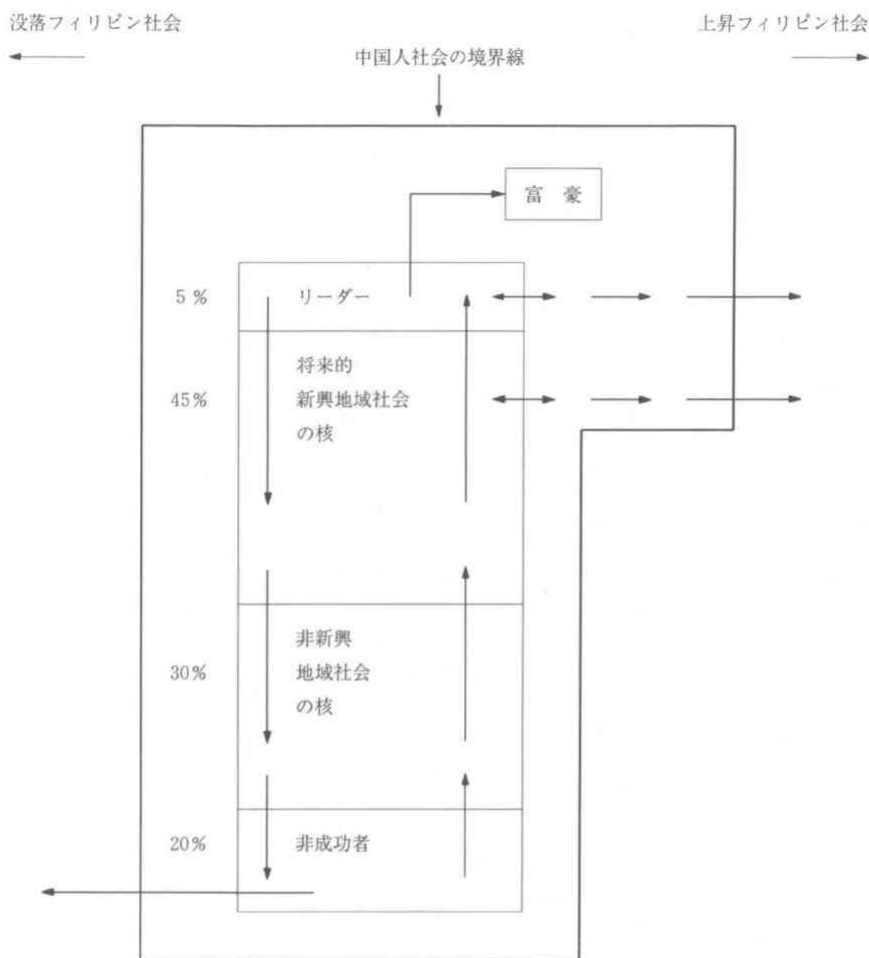 没落フィリピン社会
上昇フィリピン社会
中国人社会の境界線
富 豪
5%
リーダー
45%
将来的
新興地域社会
の核
30%
非新興
地域社会
の核
20%
非成功者